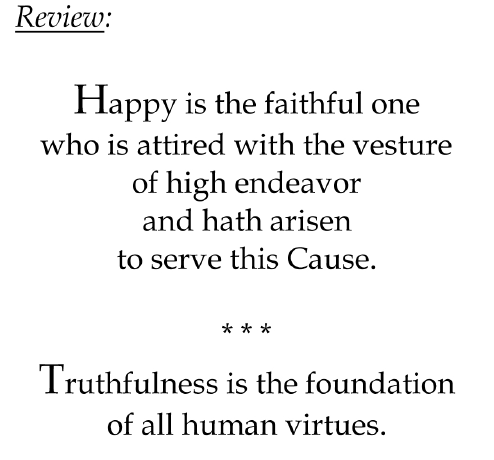 Review:
Happy is the faithful one
who is attired with the vesture
of high endeavor
and hath arisen
to serve this Cause.
* * *
Truthfulness is the foundation
of all human virtues.